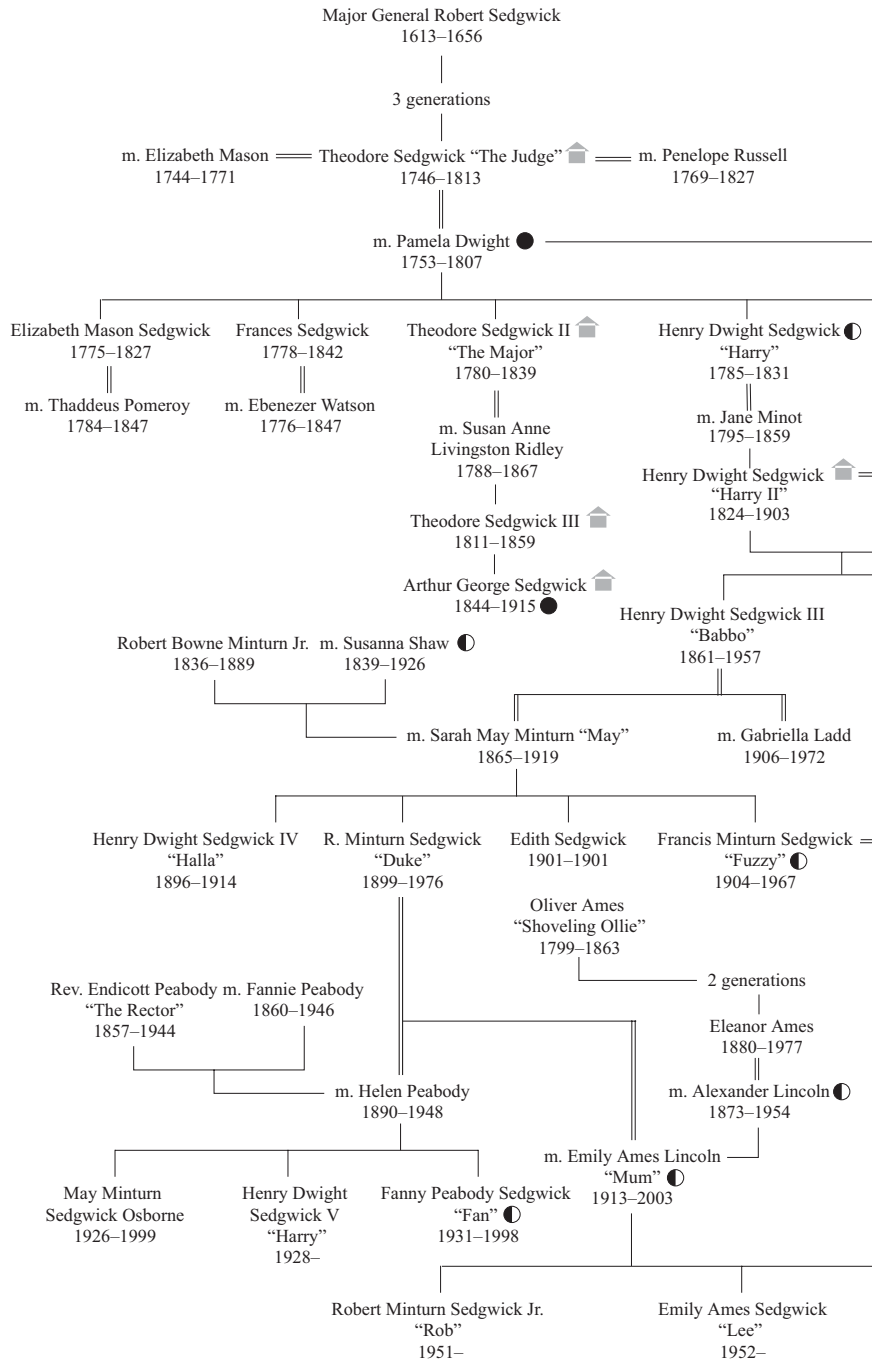 Major General Robert Sedgwick
1613–1656
3 generations
m. Elizabeth Mason
1744–1771
Theodore Sedgwick “The Judge”
1746–1813
m. Penelope Russell
1769–1827
m. Pamela Dwight
1753–1807
Elizabeth Mason Sedgwick
1775–1827
m. Thaddeus Pomeroy
1784–1847
Frances Sedgwick
1778–1842
m. Ebenezer Watson
1776–1847
Theodore Sedgwick II
“The Major”
1780–1839
m. Susan Anne
Livingston Ridley
1788–1867
Theodore Sedgwick III
1811–1859
Arthur George Sedgwick
1844–1915
Henry Dwight Sedgwick
“Harry”
1785–1831
m. Jane Minot
1795–1859
Henry Dwight Sedgwick
“Harry II”
1824–1903
Henry Dwight Sedgwick III
“Babbo”
1861–1957
Robert Bowne Minturn Jr.
1836–1889
m. Susanna Shaw
1839–1926
m. Sarah May Minturn “May”
1865–1919
m. Gabriella Ladd
1906–1972
Henry Dwight Sedgwick IV
“Halla”
1896–1914
R. Minturn Sedgwick
“Duke”
1899–1976
Edith Sedgwick
1901–1901
Francis Minturn Sedgwick
“Fuzzy”
1904–1967
Oliver Ames
“Shoveling Ollie”
1799–1863
2 generations
Eleanor Ames
1880–1977
m. Alexander Lincoln
1873–1954
Rev. Endicott Peabody
“The Rector”
1857–1944
m. Fannie Peabody
1860–1946
m. Helen Peabody
1890–1948
m. Emily Ames Lincoln
“Mum”
1913–2003
May Minturn
Sedgwick Osborne
1926–1999
Henry Dwight
Sedgwick V
“Harry”
1928–
Fanny Peabody Sedgwick
“Fan”
1931–1998
Robert Minturn Sedgwick Jr.
“Rob”
1951–
Emily Ames Sedgwick
“Lee”
1952–